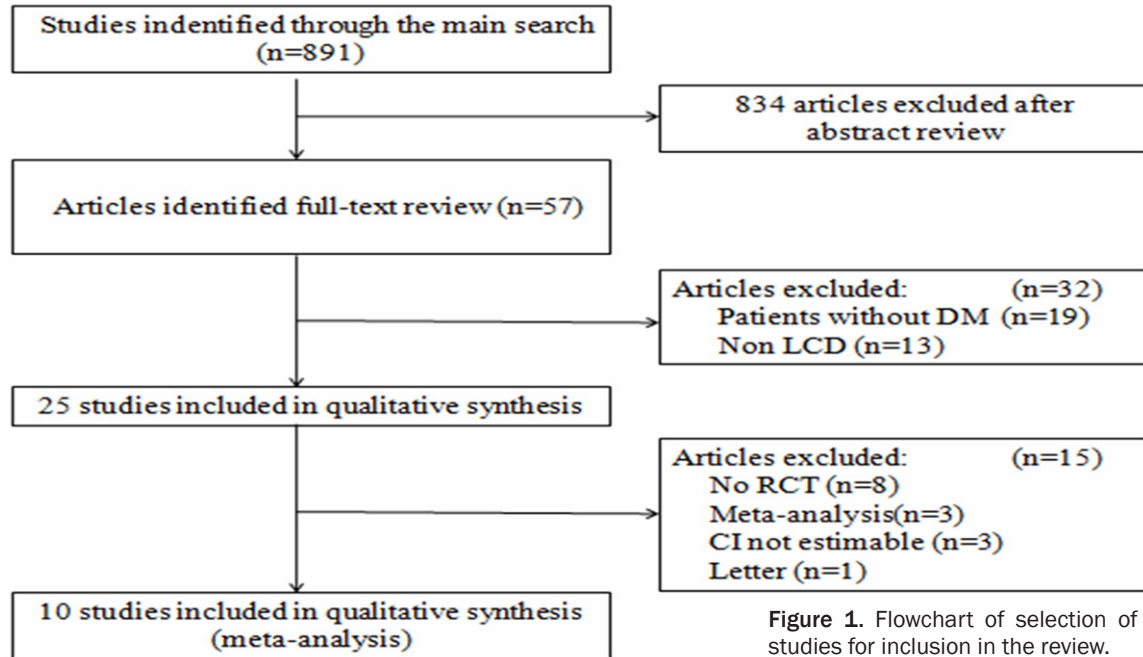 Studies indentified through the main search
(n=891)
834 articles excluded after
abstract review
Articles identified full-text review (n=57)
Articles excluded: (n=32)
Patients without DM (n=19)
Non LCD (n=13)
25 studies included in qualitative synthesis
Articles excluded: (n=15)
No RCT (n=8)
Meta-analysis(n=3)
CI not estimable (n=3)
Letter (n=1)
10 studies included in qualitative synthesis
(meta-analysis)
Figure 1. Flowchart of selection of
studies for inclusion in the review.